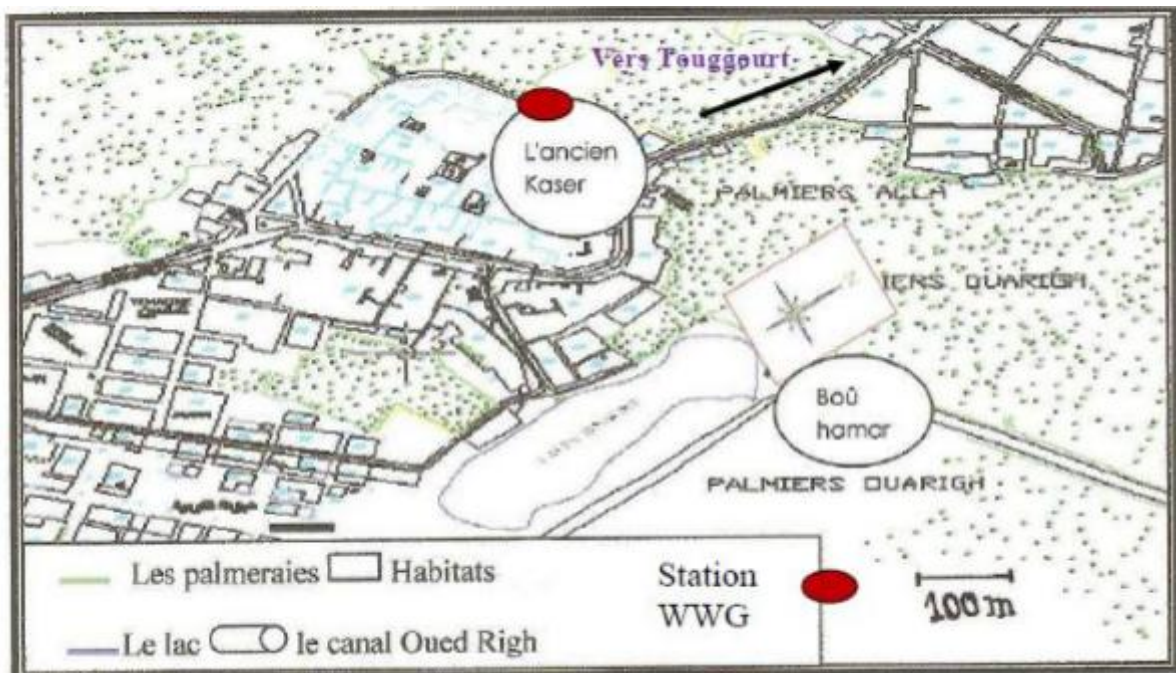 Vers Touggourt
L'ancien
Kaser
PALMIERS ALLA
IERS OUARIGH
Boû
hamar
PALMIERS OUARIGH
Les palmeraies
Habitats
Station
WWG
100 m
Le lac
le canal Oued Righ